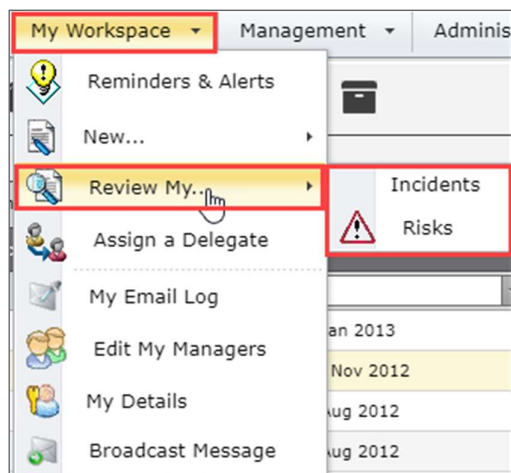 My Workspace Management Adminis
Reminders & Alerts
New...
Review My... Incidents
Risks
Assign a Delegate
My Email Log
an 2013
Edit My Managers
Nov 2012
My Details
Aug 2012
Broadcast Message
Aug 2012